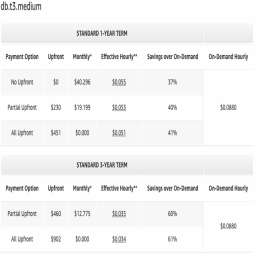 db.t3.medium
STANDARD 1-YEAR TERM
Payment Option Upfront Monthly* Effective Hourly** Savings over On-Demand On-Demand Hourly
No Upfront $0 $40.296 $0.055 37%
Partial Upfront $230 $19.199 $0.053 40% $0.0880
All Upfront $451 $0.000 $0.051 41%
STANDARD 3-YEAR TERM
Payment Option Upfront Monthly* Effective Hourly** Savings over On-Demand On-Demand Hourly
Partial Upfront $460 $12.775 $0.035 60%
$0.0880
All Upfront $902 $0.000 $0.034 61%